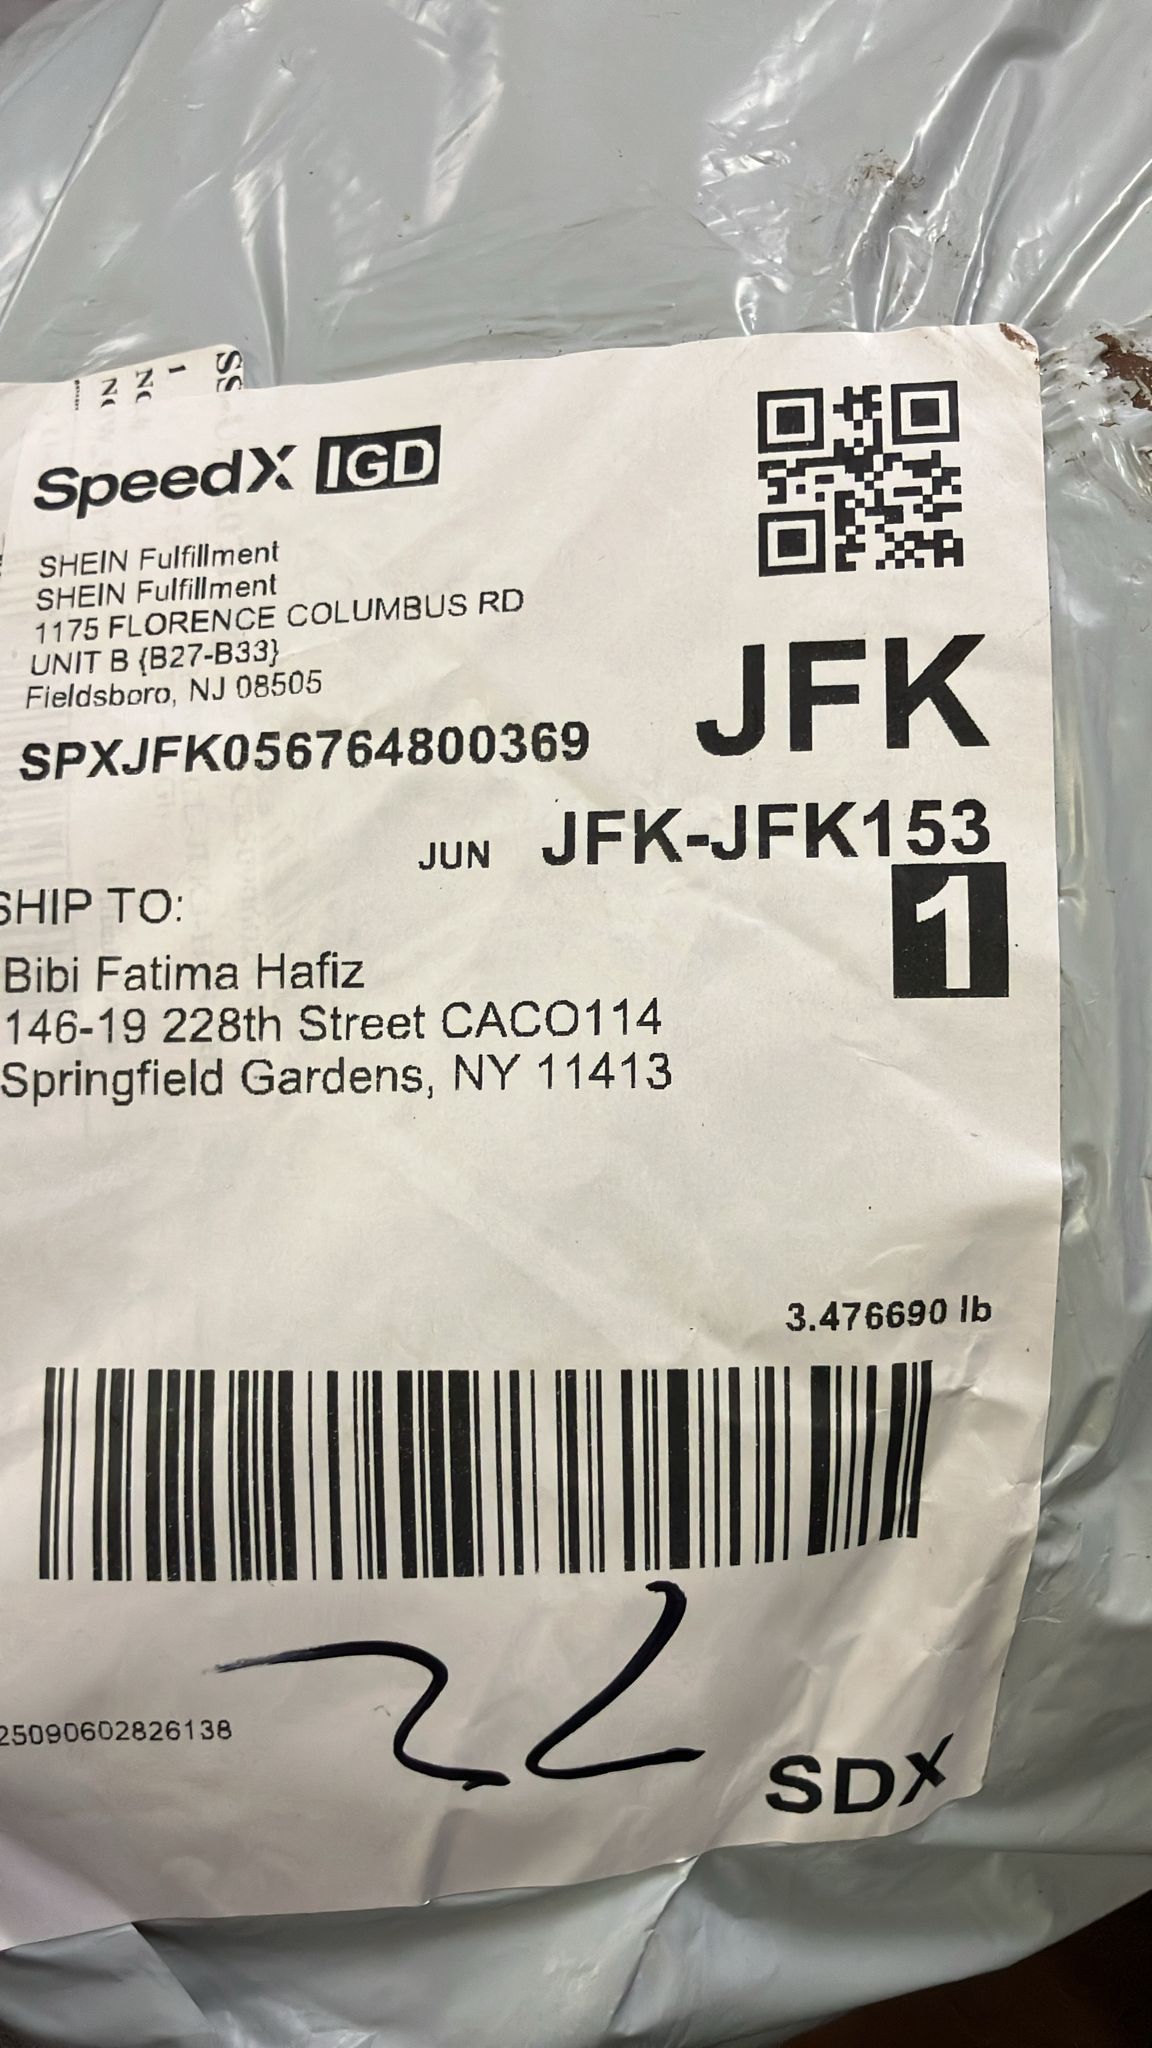 SpeedX IGD
SHEIN Fulfillment
SHEIN Fulfillment
1175 FLORENCE COLUMBUS RD
UNIT B {B27-B33}
Fieldsboro, NJ 08505
SPXJFK056764800369
JFK
JUN JFK-JFK153
1
SHIP TO:
Bibi Fatima Hafiz
146-19 228th Street CACO114
Springfield Gardens, NY 11413
3.476690 lb
22
25090602826138
SDX